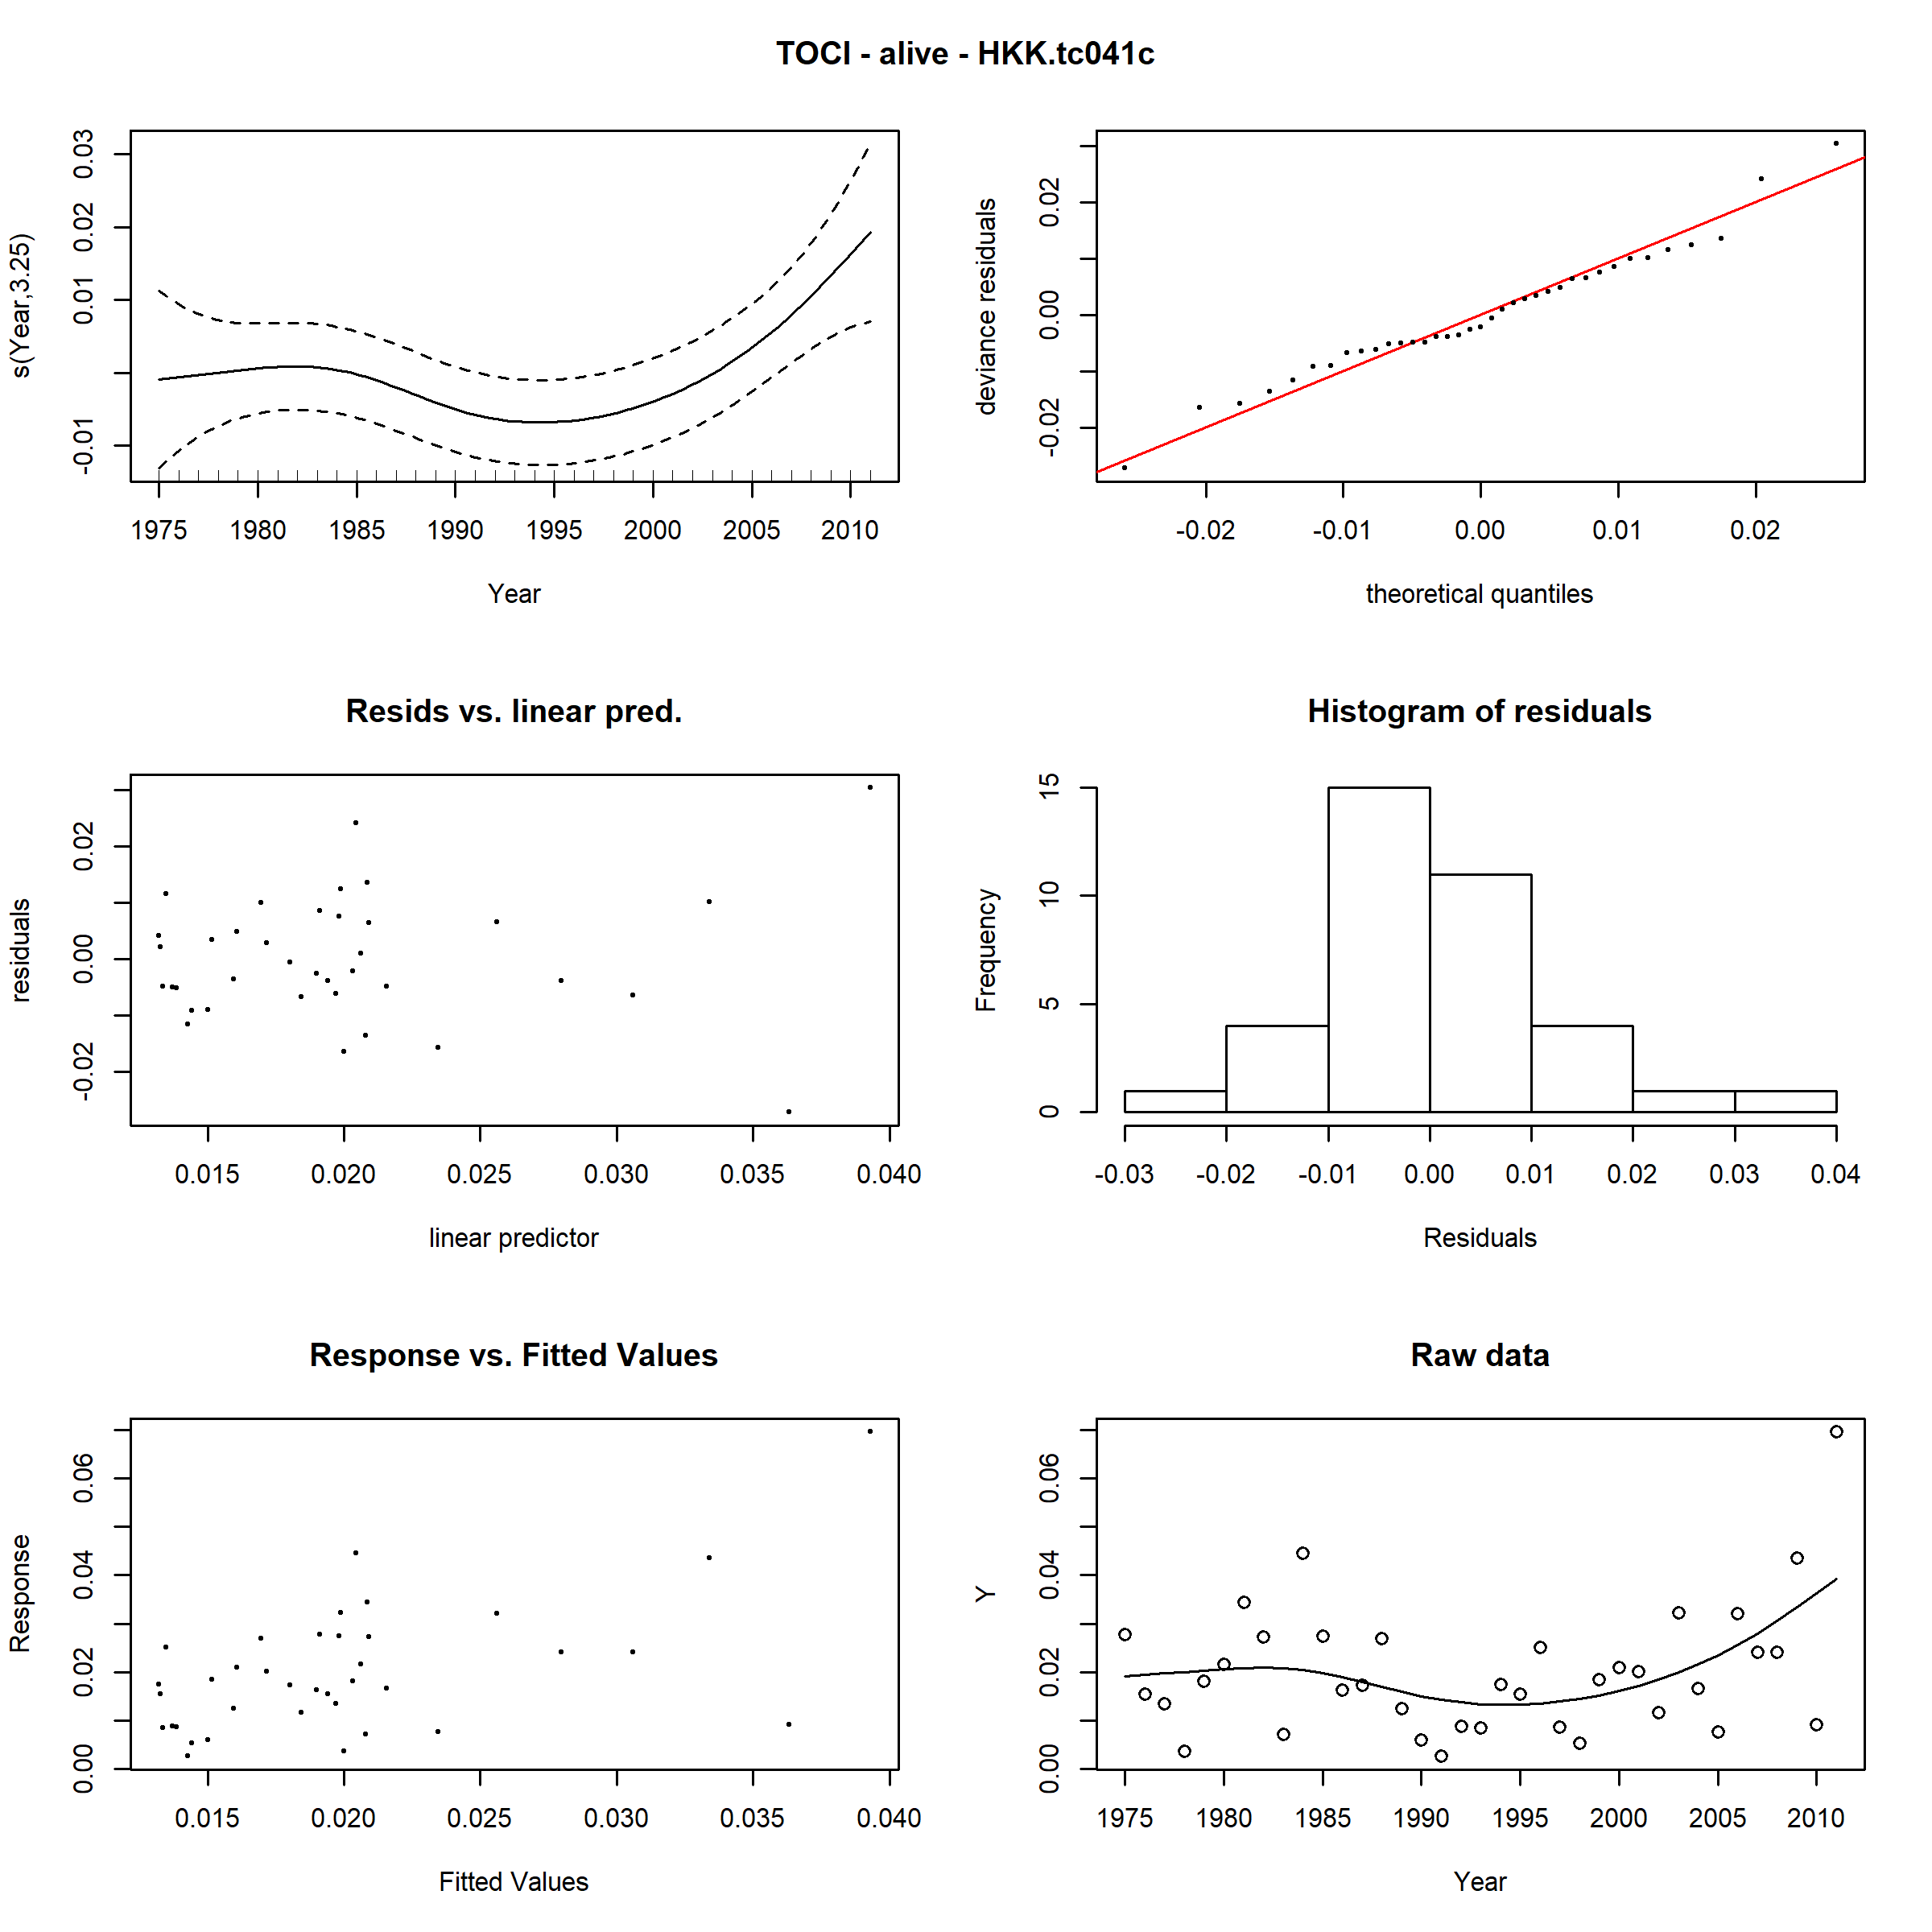 TOCI - alive - HKK.tc041c
s(Year,3.25)
-0.01 0.01 0.02 0.03
1975 1980 1985 1990 1995 2000 2005 2010
Year
deviance residuals
-0.02 0.00 0.02
-0.02 -0.01 0.00 0.01 0.02
theoretical quantiles
Resids vs. linear pred.
residuals
-0.02 0.00 0.02
0.015 0.020 0.025 0.030 0.035 0.040
linear predictor
Histogram of residuals
Frequency
0 5 10 15
-0.03 -0.02 -0.01 0.00 0.01 0.02 0.03 0.04
Residuals
Response vs. Fitted Values
Response
0.00 0.02 0.04 0.06
0.015 0.020 0.025 0.030 0.035 0.040
Fitted Values
Raw data
Y
0.00 0.02 0.04 0.06
1975 1980 1985 1990 1995 2000 2005 2010
Year